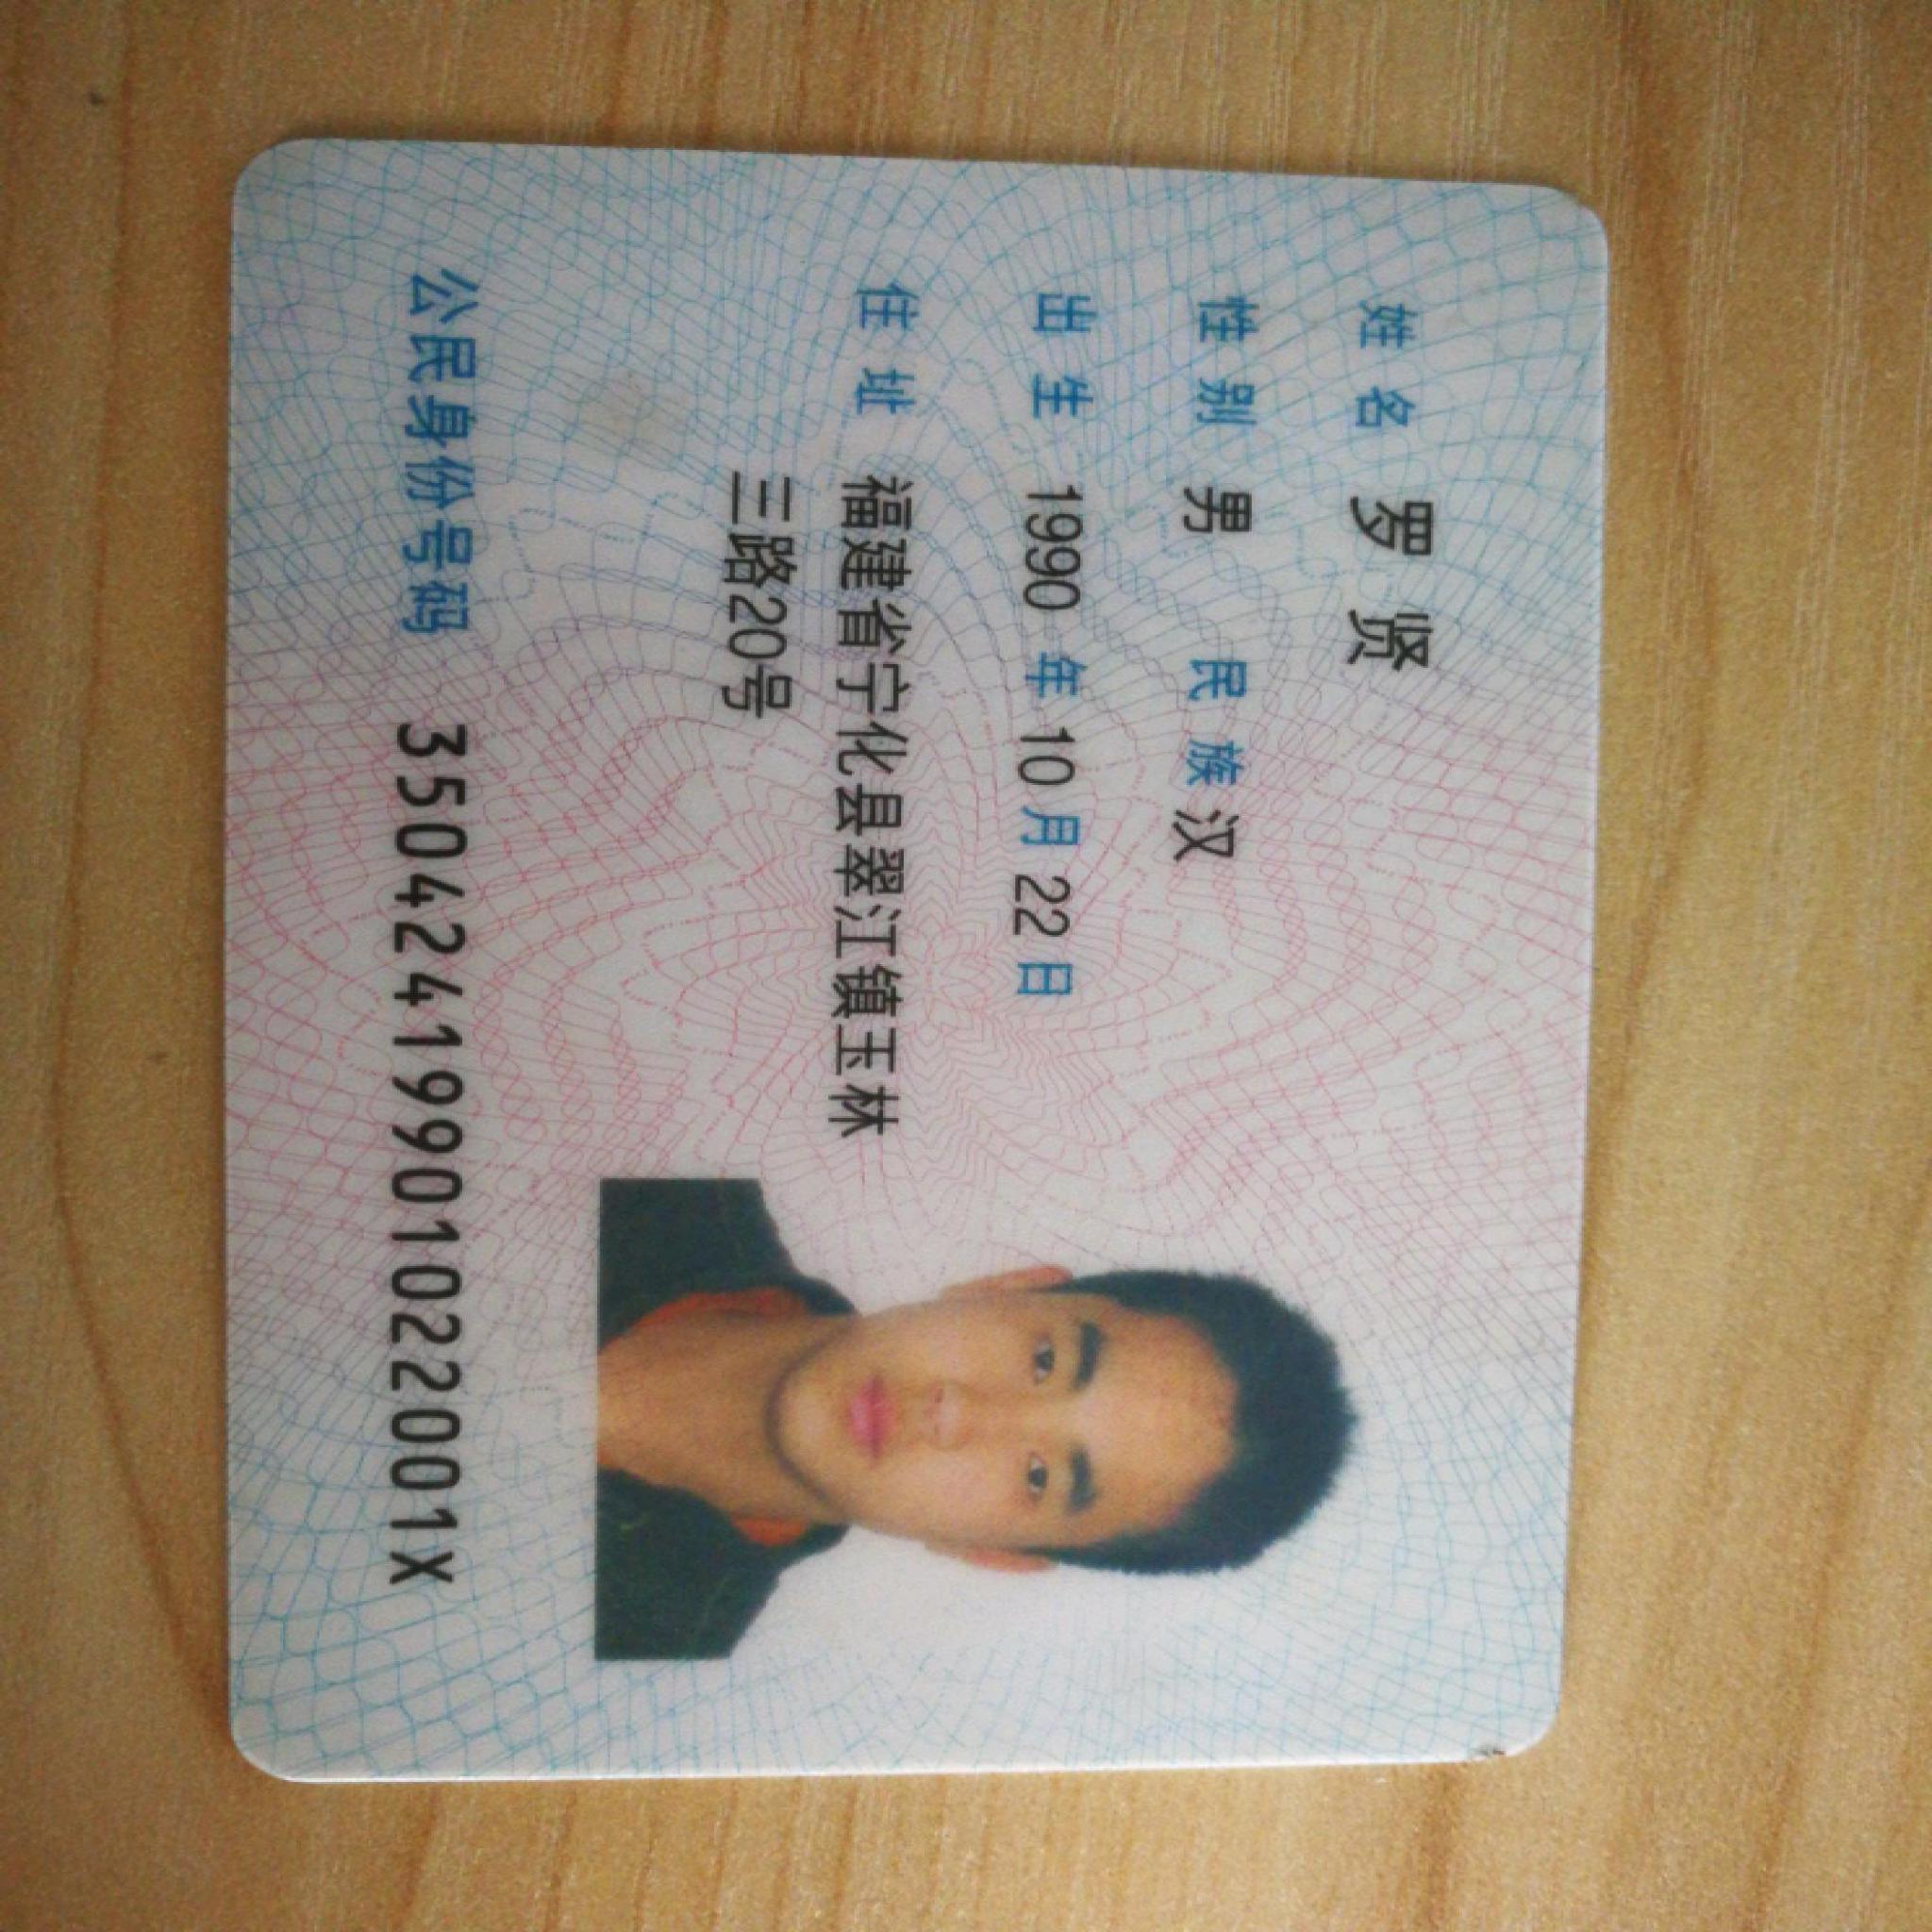 姓名 罗贤
性别 男 民族 汉
出生 1990 年 10 月 22 日
住址 福建省宁化县翠江镇玉林
三路20号
公民身份号码 35042419901022001X